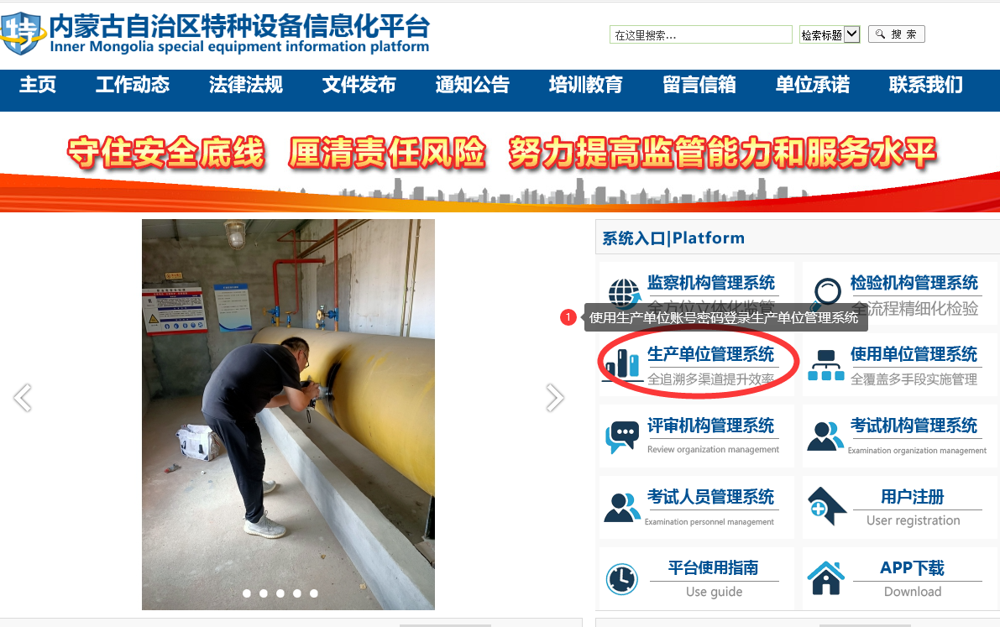 内蒙古自治区特种设备信息化平台
Inner Mongolia special equipment information platform
在这里搜索...
检索标题
搜 索
主页
工作动态
法律法规
文件发布
通知公告
培训教育
留言信箱
单位承诺
联系我们
守住安全底线 厘清责任风险 努力提高监管能力和服务水平
系统入口|Platform
监察机构管理系统
全方位立体化监管
检验机构管理系统
全流程精细化检验
1
使用生产单位账号密码登录生产单位管理系统
生产单位管理系统
全追溯多渠道提升效率
使用单位管理系统
全覆盖多手段实施管理
评审机构管理系统
Review organization management
考试机构管理系统
Examination organization management
考试人员管理系统
Examination personnel management
用户注册
User registration
平台使用指南
Use guide
APP下载
Download